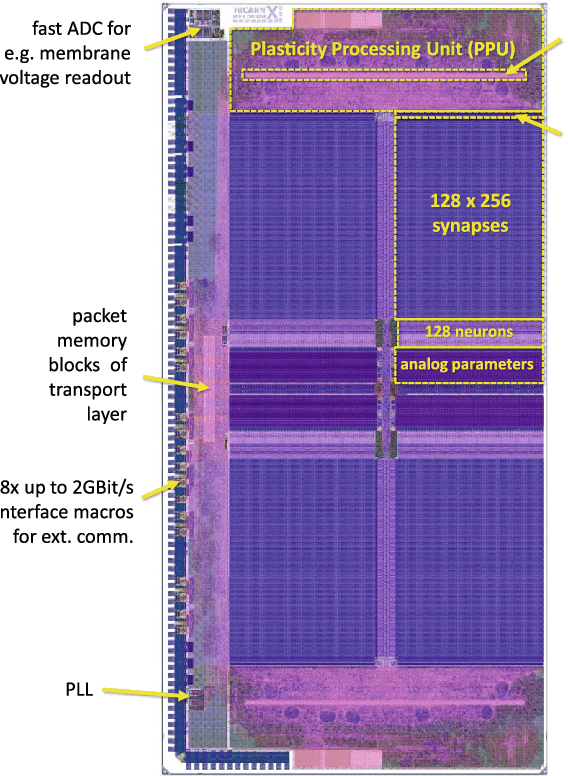 fast ADC for
e.g. membrane
voltage readout
HICANN X
Plasticity Processing Unit (PPU)
128 x 256
synapses
128 neurons
analog parameters
packet
memory
blocks of
transport
layer
8x up to 2GBit/s
nterface macros
for ext. comm.
PLL